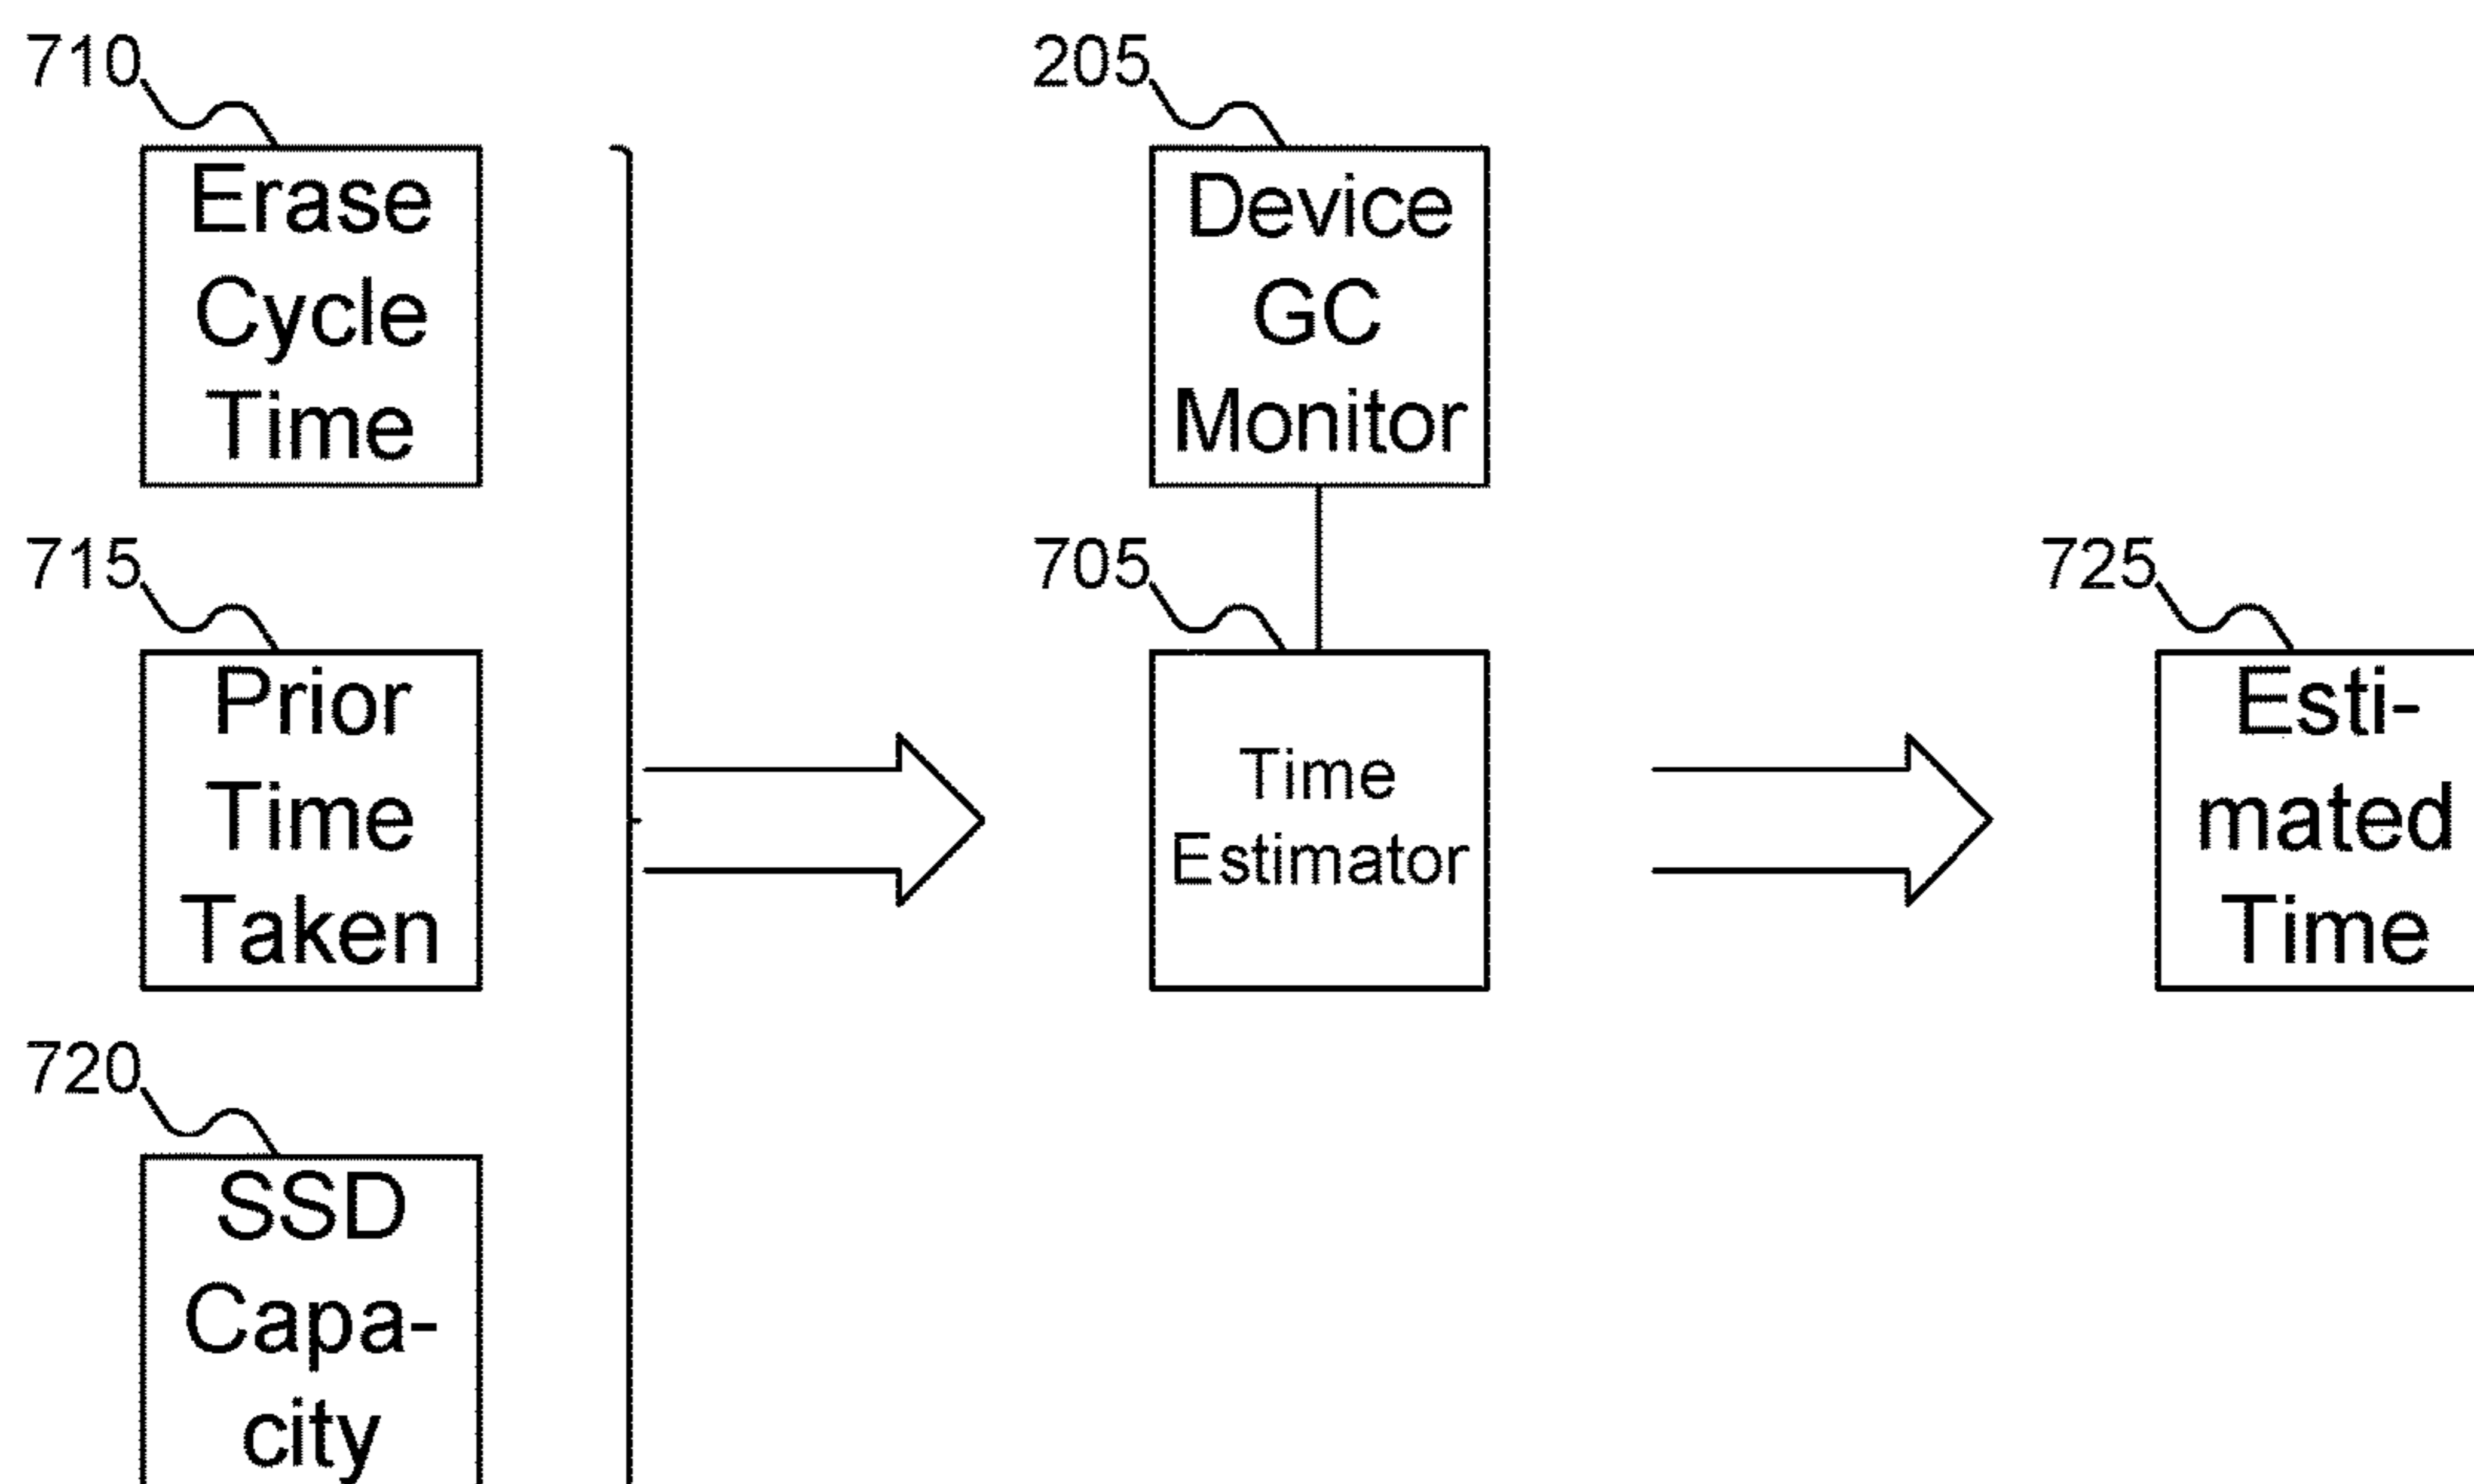 710
Erase
Cycle
Time
715
Prior
Time
Taken
720
SSD
Capa-
city
205
Device
GC
Monitor
705
Time
Estimator
725
Esti-
mated
Time